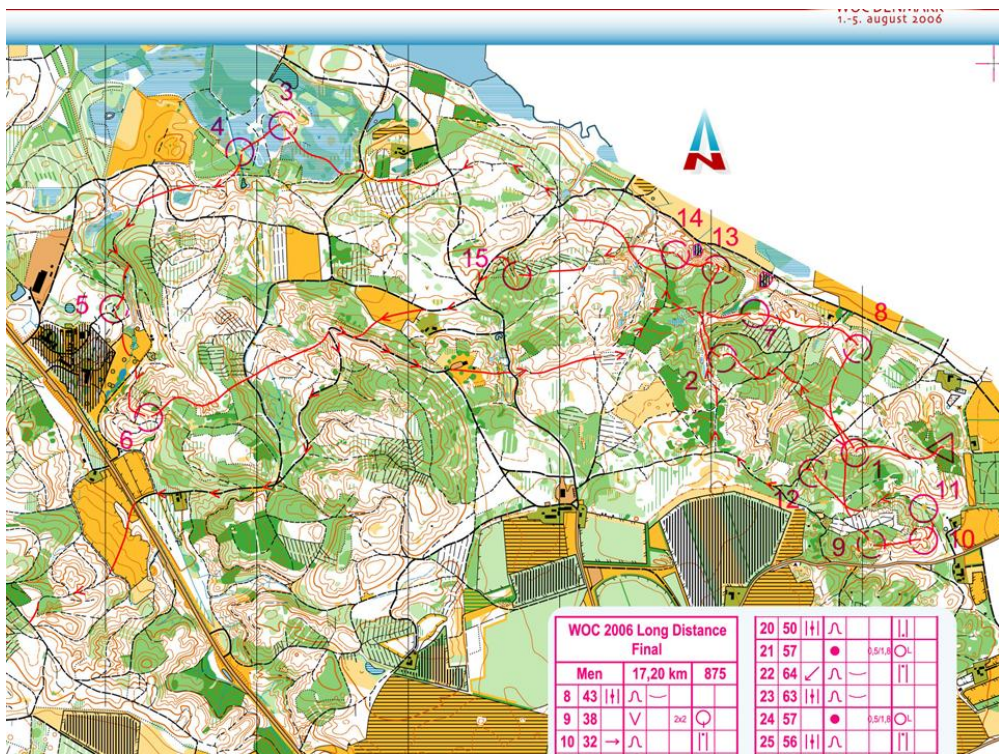 WOC DENMARK
1.-5. august 2006
3
4
N
14
13
15
5
8
7
2
6
1
11
12
9
10
WOC 2006 Long Distance
Final
Men 17,20 km 875
8 43
9 38 2x2
10 32
20 50
21 57 0,5/1,8 L
22 64
23 63
24 57 0,5/1,8 L
25 56